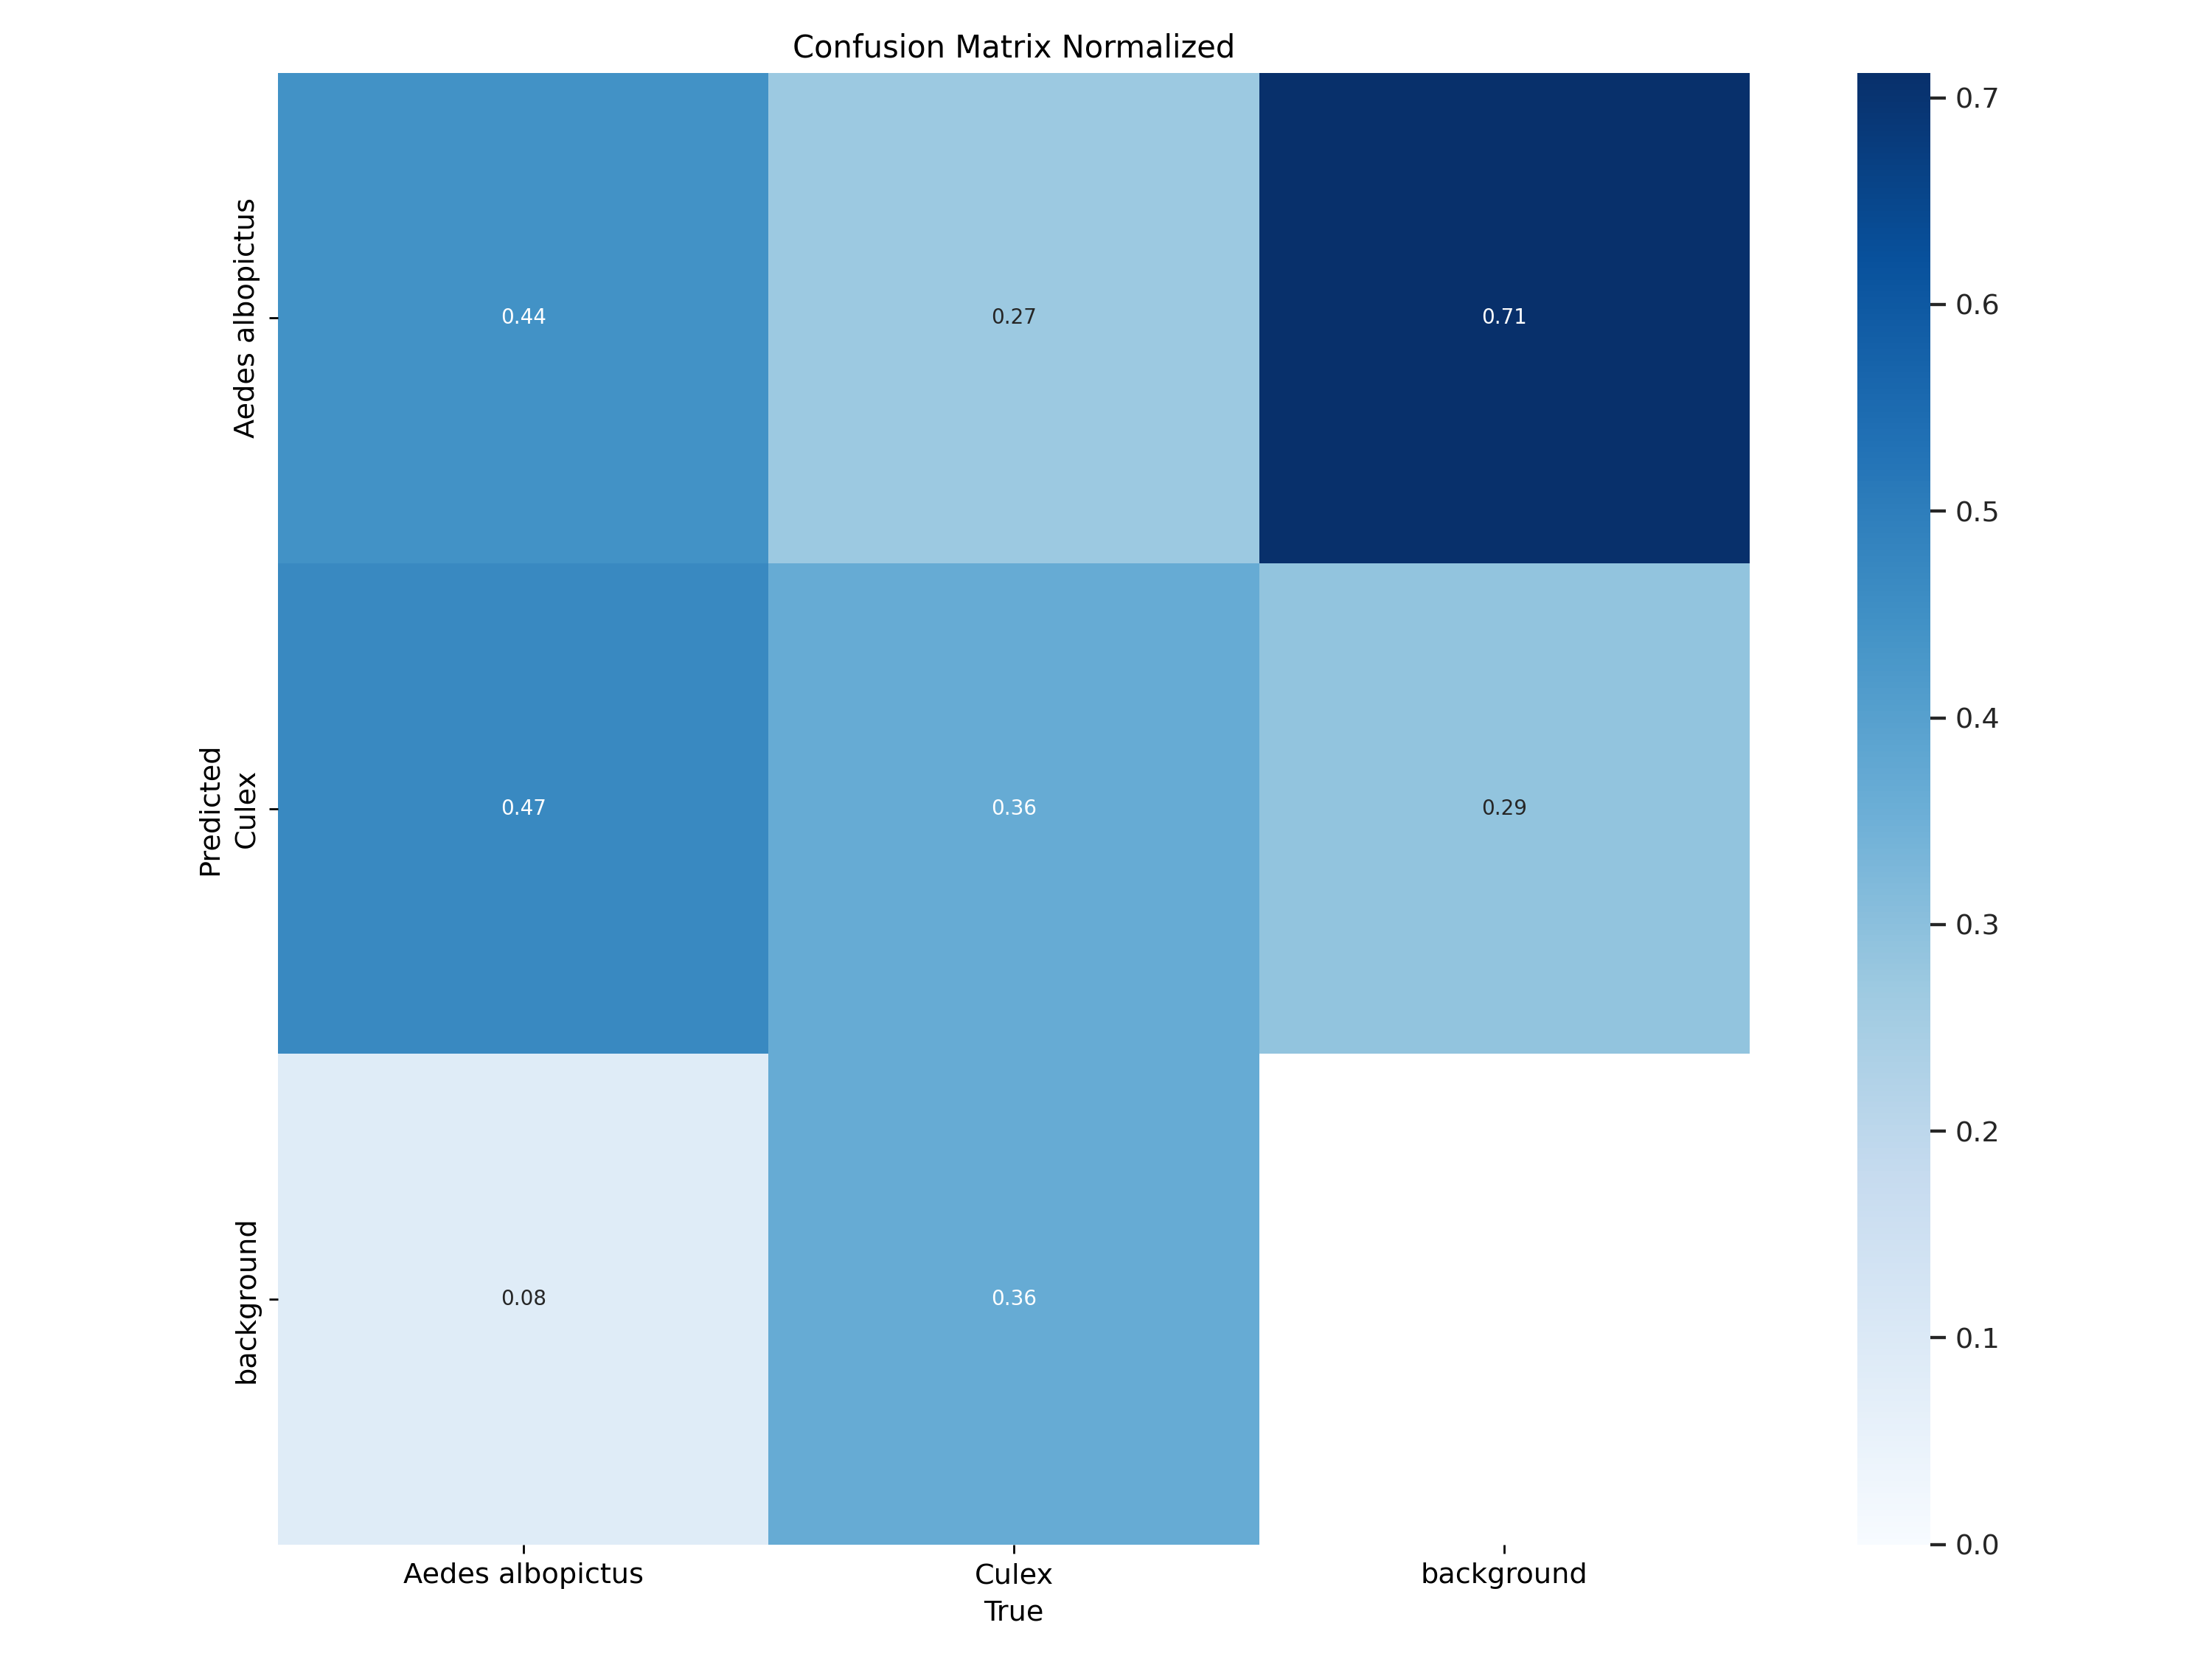 Confusion Matrix Normalized
Aedes albopictus
Culex
background
Predicted
0.44
0.27
0.71
0.47
0.36
0.29
0.08
0.36
Aedes albopictus
Culex
background
True
0.7
0.6
0.5
0.4
0.3
0.2
0.1
0.0